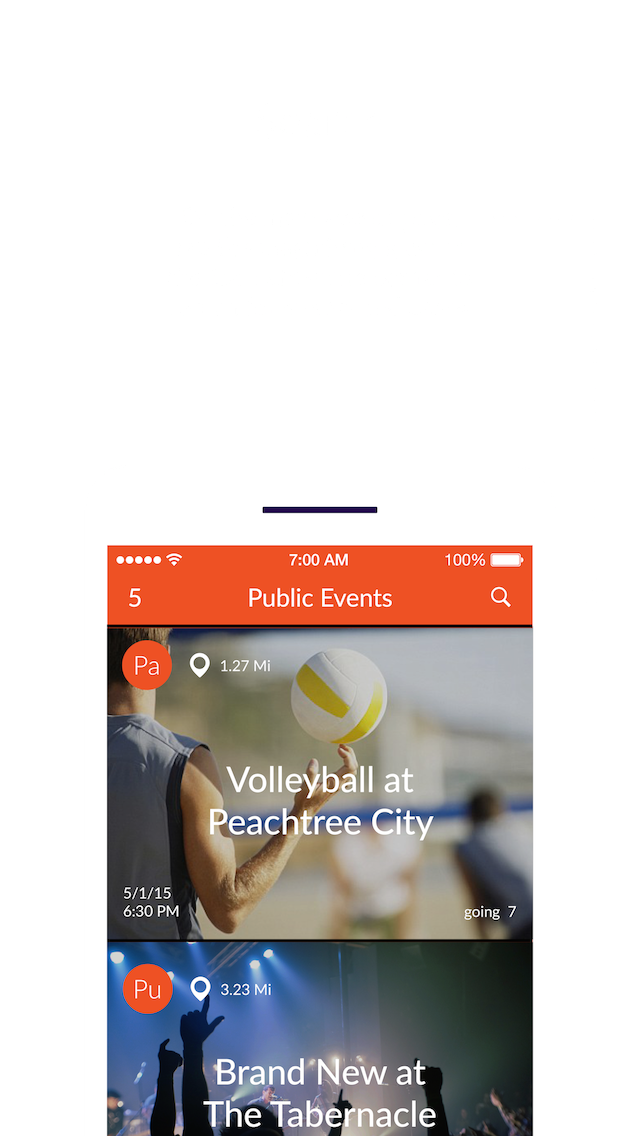 7:00 AM 100%
5 Public Events
Pa 1.27 Mi
Volleyball at
Peachtree City
5/1/15
6:30 PM going 7
Pu 3.23 Mi
Brand New at
The Tabernacle